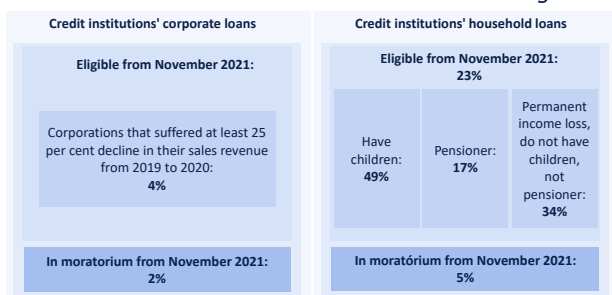 Credit institutions' corporate loans
Eligible from November 2021:
Corporations that suffered at least 25
per cent decline in their sales revenue
from 2019 to 2020:
4%
In moratorium from November 2021:
2%
Credit institutions' household loans
Eligible from November 2021:
23%
Have
children:
49%
Pensioner:
17%
Permanent
income loss,
do not have
children,
not
pensioner:
34%
In moratórium from November 2021:
5%